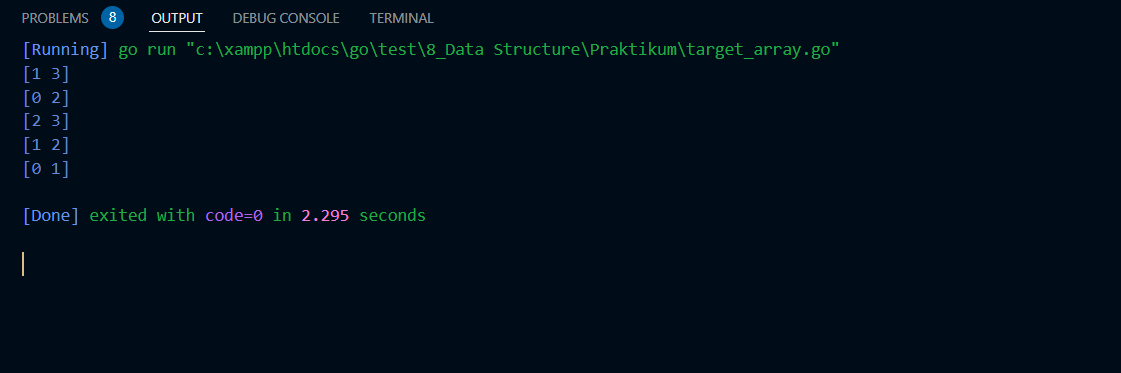 PROBLEMS 8 OUTPUT DEBUG CONSOLE TERMINAL
[Running] go run "c:\xampp\htdocs\go\test\8_Data Structure\Praktikum\target_array.go"
[1 3]
[0 2]
[2 3]
[1 2]
[0 1]
[Done] exited with code=0 in 2.295 seconds